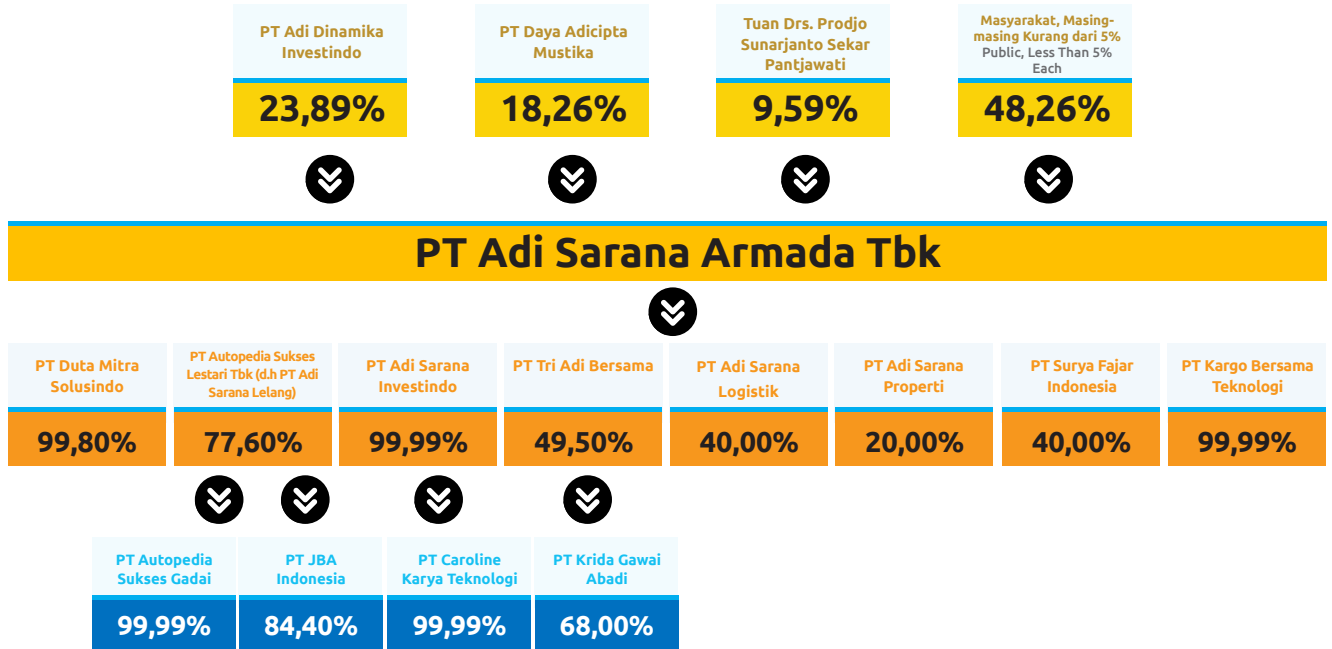 PT Adi Dinamika
Investindo
23,89%
PT Daya Adicipta
Mustika
18,26%
Tuan Drs. Prodjo
Sunarjanto Sekar
Pantjawati
9,59%
Masyarakat, Masing-
masing Kurang dari 5%
Public, Less Than 5%
Each
48,26%
PT Adi Sarana Armada Tbk
PT Duta Mitra
Solusindo
99,80%
PT Autopedia Sukses
Lestari Tbk (d.h PT Adi
Sarana Lelang)
77,60%
PT Adi Sarana
Investindo
99,99%
PT Tri Adi Bersama
49,50%
PT Adi Sarana
Logistik
40,00%
PT Adi Sarana
Properti
20,00%
PT Surya Fajar
Indonesia
40,00%
PT Kargo Bersama
Teknologi
99,99%
PT Autopedia
Sukses Gadai
99,99%
PT JBA
Indonesia
84,40%
PT Caroline
Karya Teknologi
99,99%
PT Krida Gawai
Abadi
68,00%